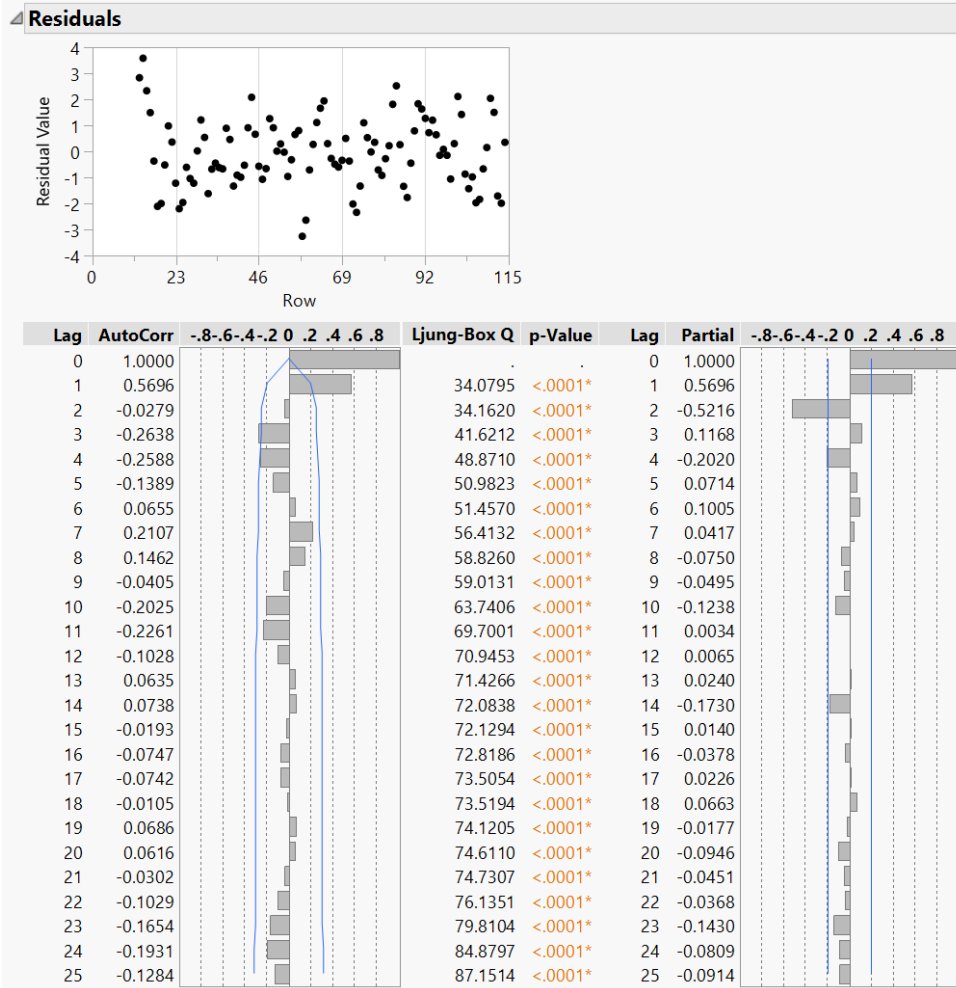 Residuals
4
3
2
1
0
-1
-2
-3
-4
Residual Value
0 23 46 69 92 115
Row
Lag AutoCorr -.8-.6-.4-.2 0 .2 .4 .6 .8 Ljung-Box Q p-Value Lag Partial -.8-.6-.4-.2 0 .2 .4 .6 .8
0 1.0000 . . 0 1.0000
1 0.5696 34.0795 <.0001* 1 0.5696
2 -0.0279 34.1620 <.0001* 2 -0.5216
3 -0.2638 41.6212 <.0001* 3 0.1168
4 -0.2588 48.8710 <.0001* 4 -0.2020
5 -0.1389 50.9823 <.0001* 5 0.0714
6 0.0655 51.4570 <.0001* 6 0.1005
7 0.2107 56.4132 <.0001* 7 0.0417
8 0.1462 58.8260 <.0001* 8 -0.0750
9 -0.0405 59.0131 <.0001* 9 -0.0495
10 -0.2025 63.7406 <.0001* 10 -0.1238
11 -0.2261 69.7001 <.0001* 11 0.0034
12 -0.1028 70.9453 <.0001* 12 0.0065
13 0.0635 71.4266 <.0001* 13 0.0240
14 0.0738 72.0838 <.0001* 14 -0.1730
15 -0.0193 72.1294 <.0001* 15 0.0140
16 -0.0747 72.8186 <.0001* 16 -0.0378
17 -0.0742 73.5054 <.0001* 17 0.0226
18 -0.0105 73.5194 <.0001* 18 0.0663
19 0.0686 74.1205 <.0001* 19 -0.0177
20 0.0616 74.6110 <.0001* 20 -0.0946
21 -0.0302 74.7307 <.0001* 21 -0.0451
22 -0.1029 76.1351 <.0001* 22 -0.0368
23 -0.1654 79.8104 <.0001* 23 -0.1430
24 -0.1931 84.8797 <.0001* 24 -0.0809
25 -0.1284 87.1514 <.0001* 25 -0.0914